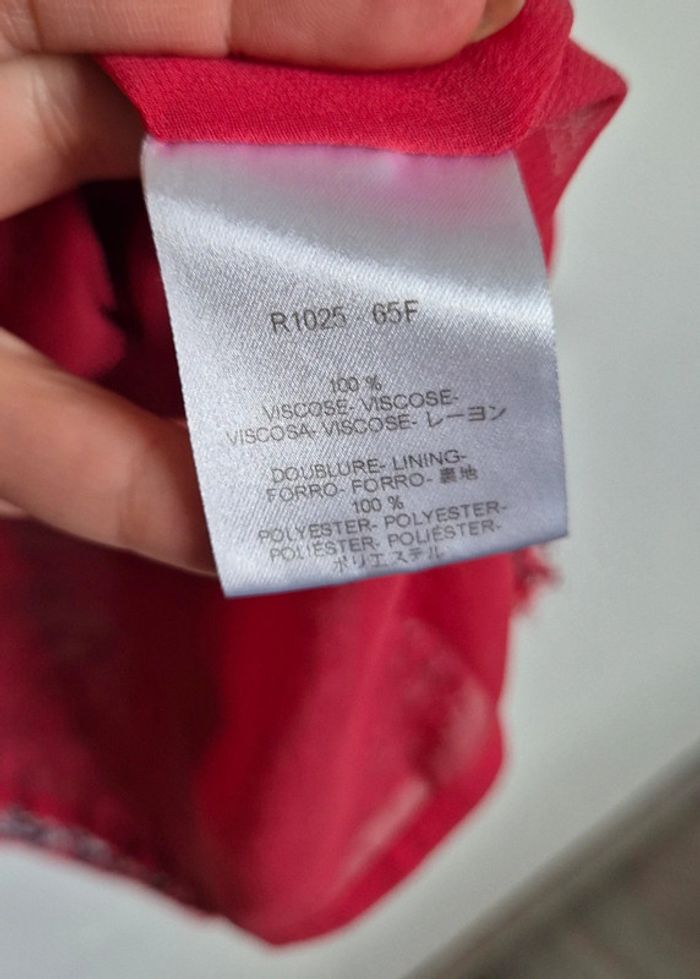 R1025 - 65F
100 %
VISCOSE- VISCOSE-
VISCOSA- VISCOSE- レーヨン
DOUBLURE- LINING-
FORRO- FORRO- 裏地
100 %
POLYESTER- POLYESTER-
POLIÉSTER- POLIÉSTER-
ポリエステル